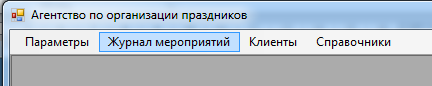 Агентство по организации праздников
Параметры Журнал мероприятий Клиенты Справочники